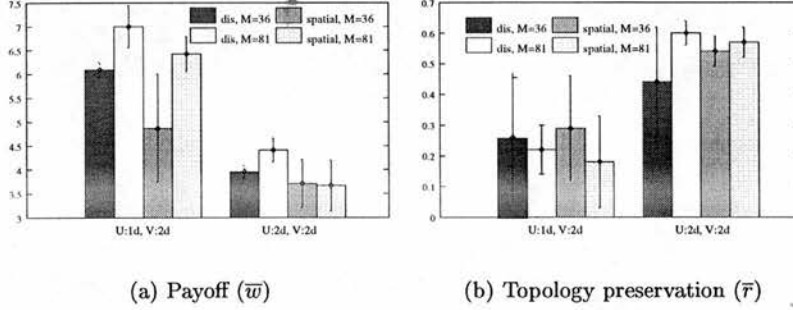 7.5
7
6.5
6
5.5
5
4.5
4
3.5
3
dis, M=36
dis, M=81
spatial, M=36
spatial, M=81
U:1d, V:2d
U:2d, V:2d
(a) Payoff (w̅)
0.7
0.6
0.5
0.4
0.3
0.2
0.1
0
dis, M=36
dis, M=81
spatial, M=36
spatial, M=81
U:1d, V:2d
U:2d, V:2d
(b) Topology preservation (r̅)